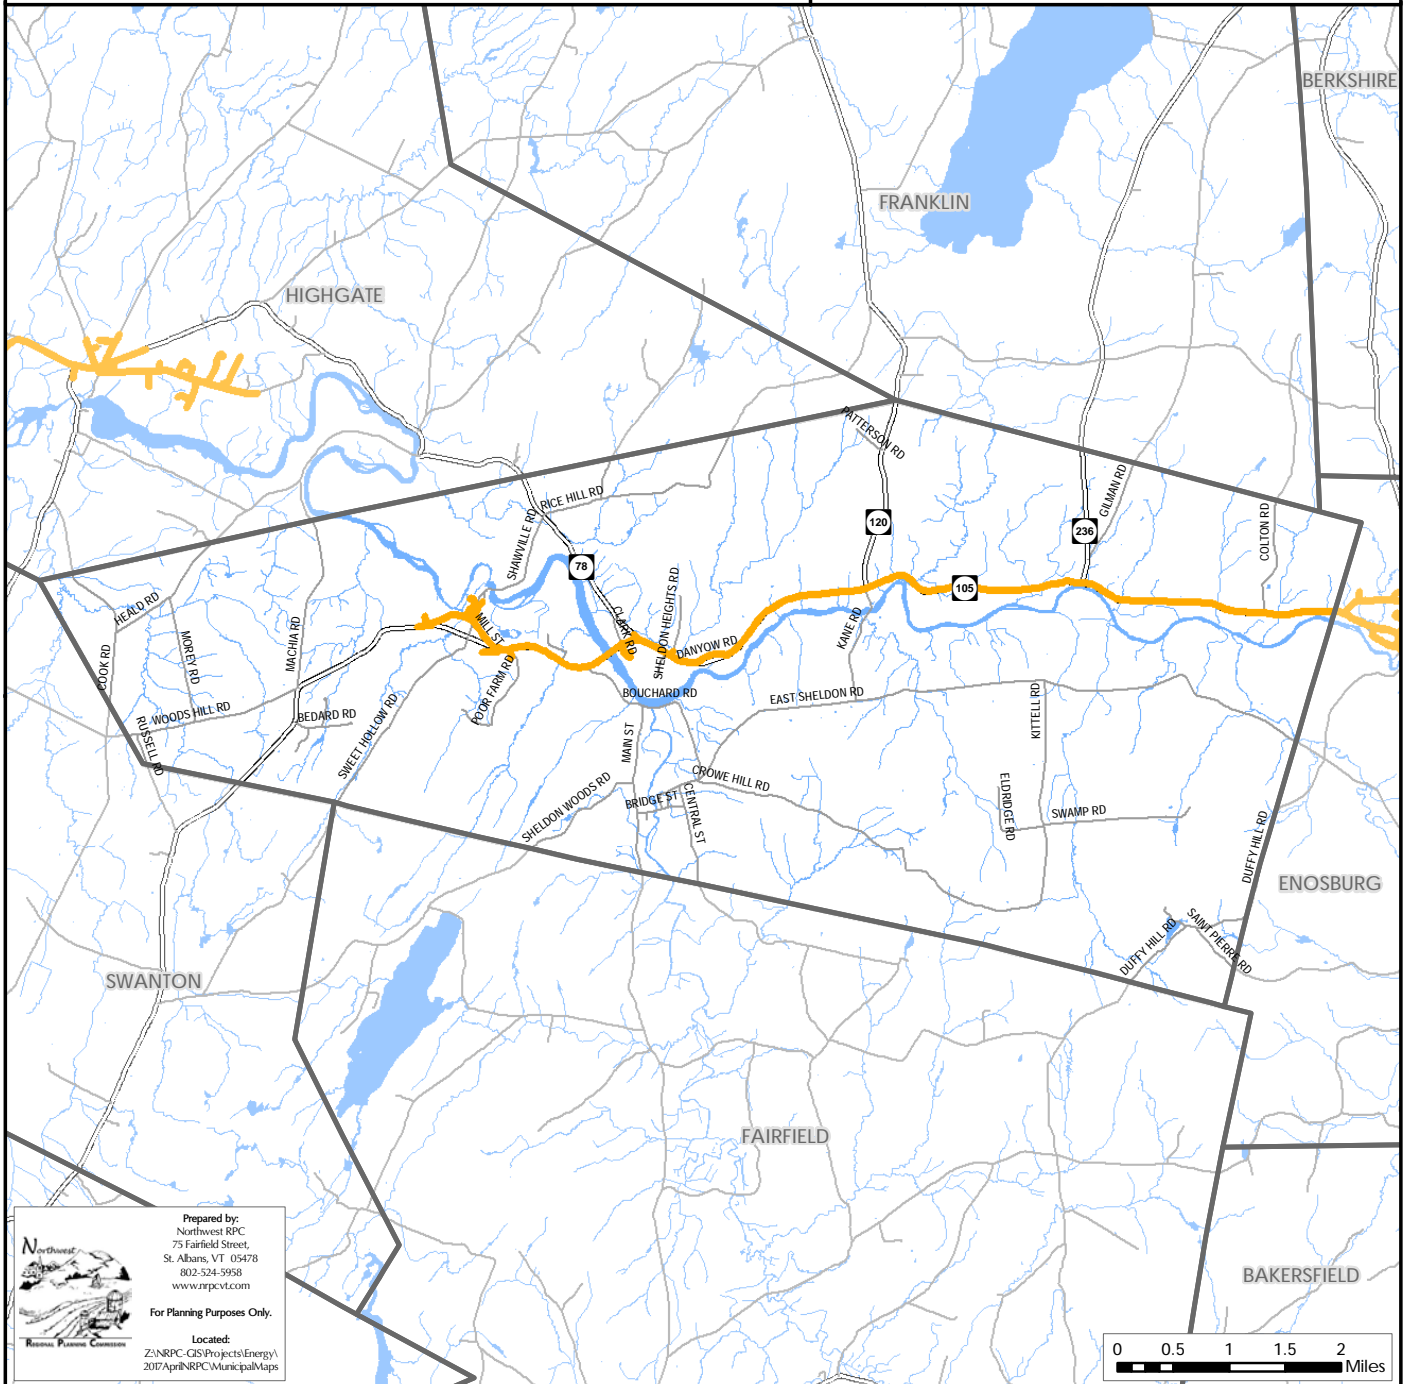 BERKSHIRE
FRANKLIN
HIGHGATE
PATTERSON RD
RICE HILL RD
GILMAN RD
SHAWVILLE RD
COLTON RD
120
236
78
105
HEALD RD
SHELDON HEIGHTS RD
MOREY RD
MACHIA RD
MILL ST
CLARK RD
KANE RD
DANYOW RD
COOK RD
POOR FARM RD
BOUCHARD RD
EAST SHELDON RD
KITTELL RD
WOODS HILL RD
BEDARD RD
RUSSELL RD
SWEET HOLLOW RD
MAIN ST
CROWE HILL RD
SHELDON WOODS RD
BRIDGE ST
CENTRAL ST
ELDRIDGE RD
SWAMP RD
DUFFY HILL RD
ENOSBURG
DUFFY HILL RD
SAINT PIERRE RD
SWANTON
FAIRFIELD
BAKERSFIELD
Northwest
REGIONAL PLANNING COMMISSION
Prepared by:
Northwest RPC
75 Fairfield Street,
St. Albans, VT 05478
802-524-5958
www.nrpcvt.com
For Planning Purposes Only.
Located:
Z:\NRPC-GIS\Projects\Energy\
2017AprilNRPC\MunicipalMaps
0 0.5 1 1.5 2
Miles